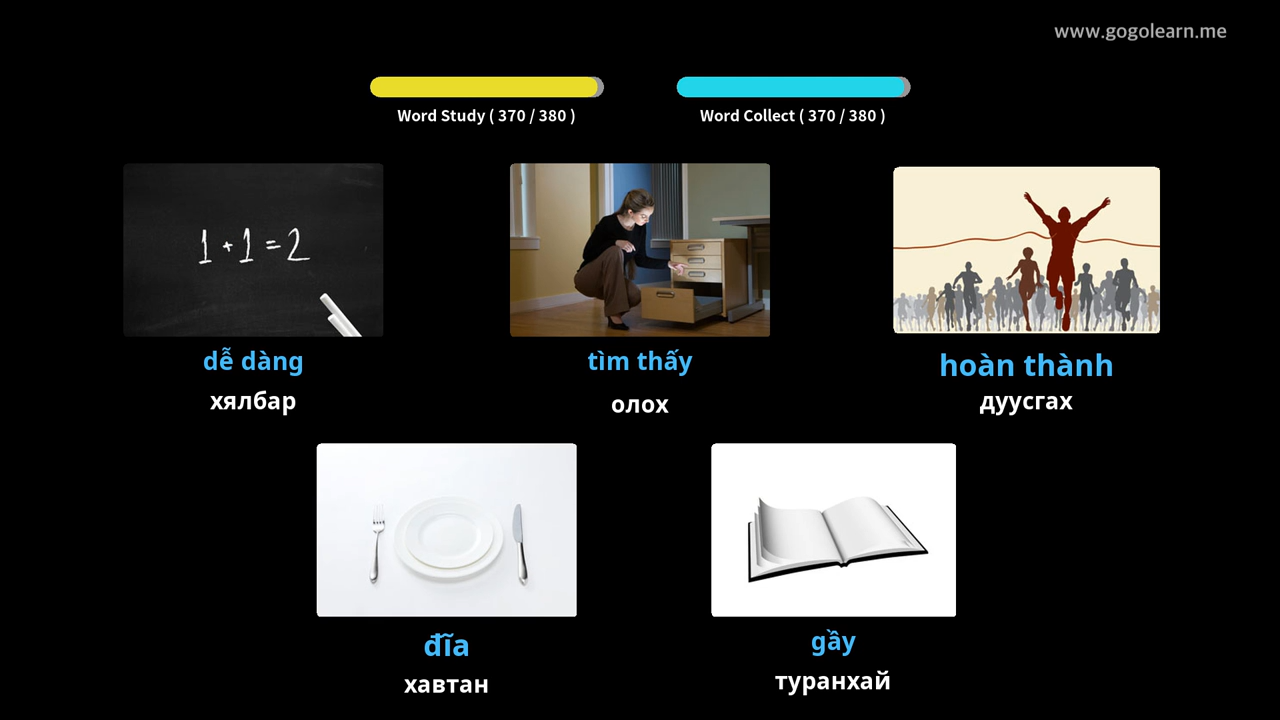 www.gogolearn.me
Word Study ( 370 / 380 )
Word Collect ( 370 / 380 )
1 + 1 = 2
dễ dàng
хялбар
tìm thấy
олох
hoàn thành
дуусгах
đĩa
хавтан
gầy
туранхай